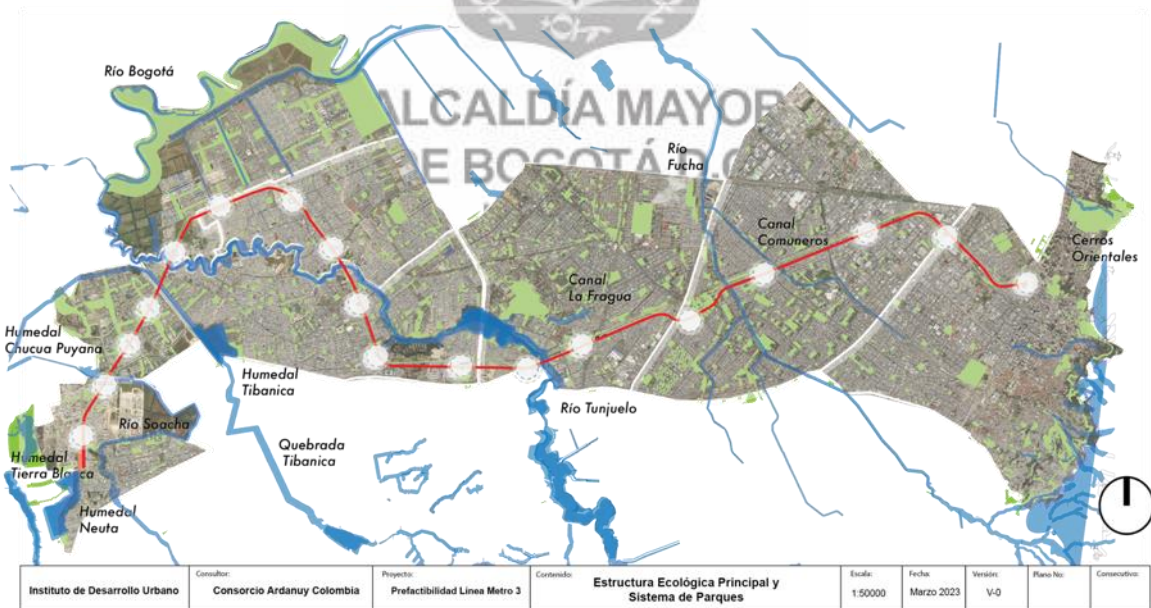 ALCALDÍA MAYOR
DE BOGOTÁ D.C.
Río Bogotá
Río
Fucha
Canal
Comuneros
Cerros
Orientales
Canal
La Fragua
Humedal
Chucua Puyana
Humedal
Tibanica
Río Tunjuelo
Río Soacha
Quebrada
Tibanica
Humedal
Tierra Blanca
Humedal
Neuta
Instituto de Desarrollo Urbano
Consultor:
Consorcio Ardanuy Colombia
Proyecto:
Prefactibilidad Linea Metro 3
Contenido:
Estructura Ecológica Principal y
Sistema de Parques
Escala:
1:50000
Fecha:
Marzo 2023
Versión:
V-0
Plano No:
Consecutivo: